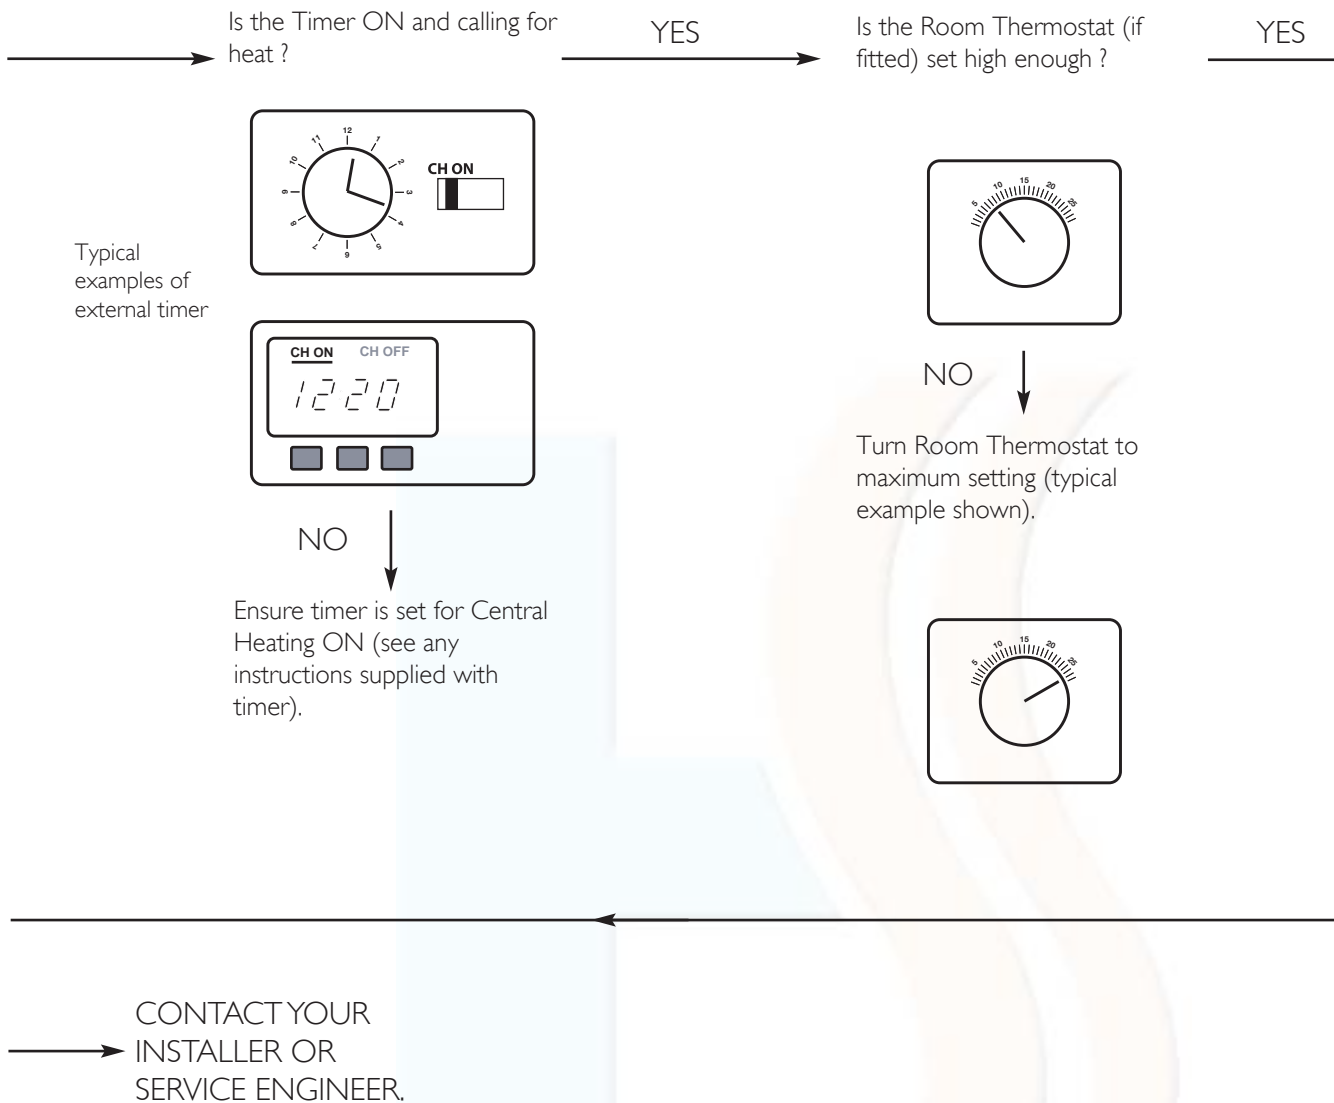 Is the Timer ON and calling for
heat ?
YES
Is the Room Thermostat (if
fitted) set high enough ?
YES
12
1
2
3
4
5
6
7
8
9
10
11
CH ON
Typical
examples of
external timer
CH ON CH OFF
12 20
NO
Ensure timer is set for Central
Heating ON (see any
instructions supplied with
timer).
5
10
15
20
25
NO
Turn Room Thermostat to
maximum setting (typical
example shown).
5
10
15
20
25
CONTACT YOUR
INSTALLER OR
SERVICE ENGINEER.